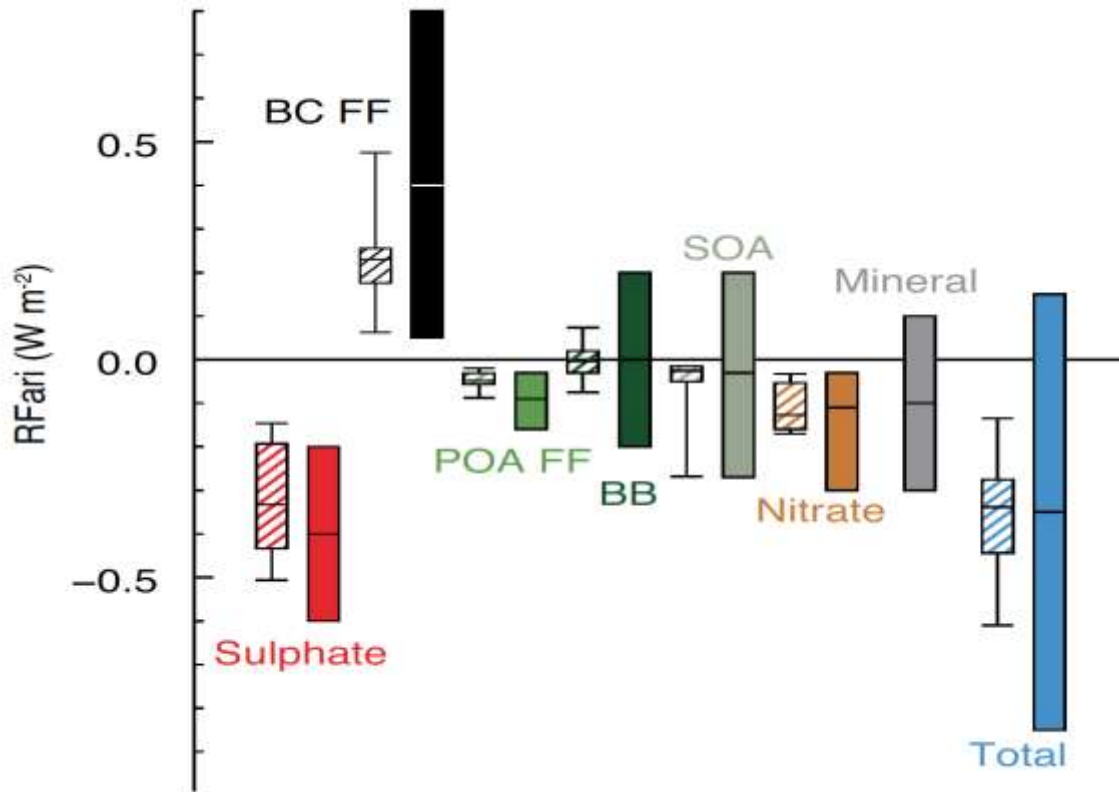 BC FF
0.5
SOA
Mineral
0.0
RFari (W m-2)
POA FF
BB
Nitrate
−0.5
Sulphate
Total